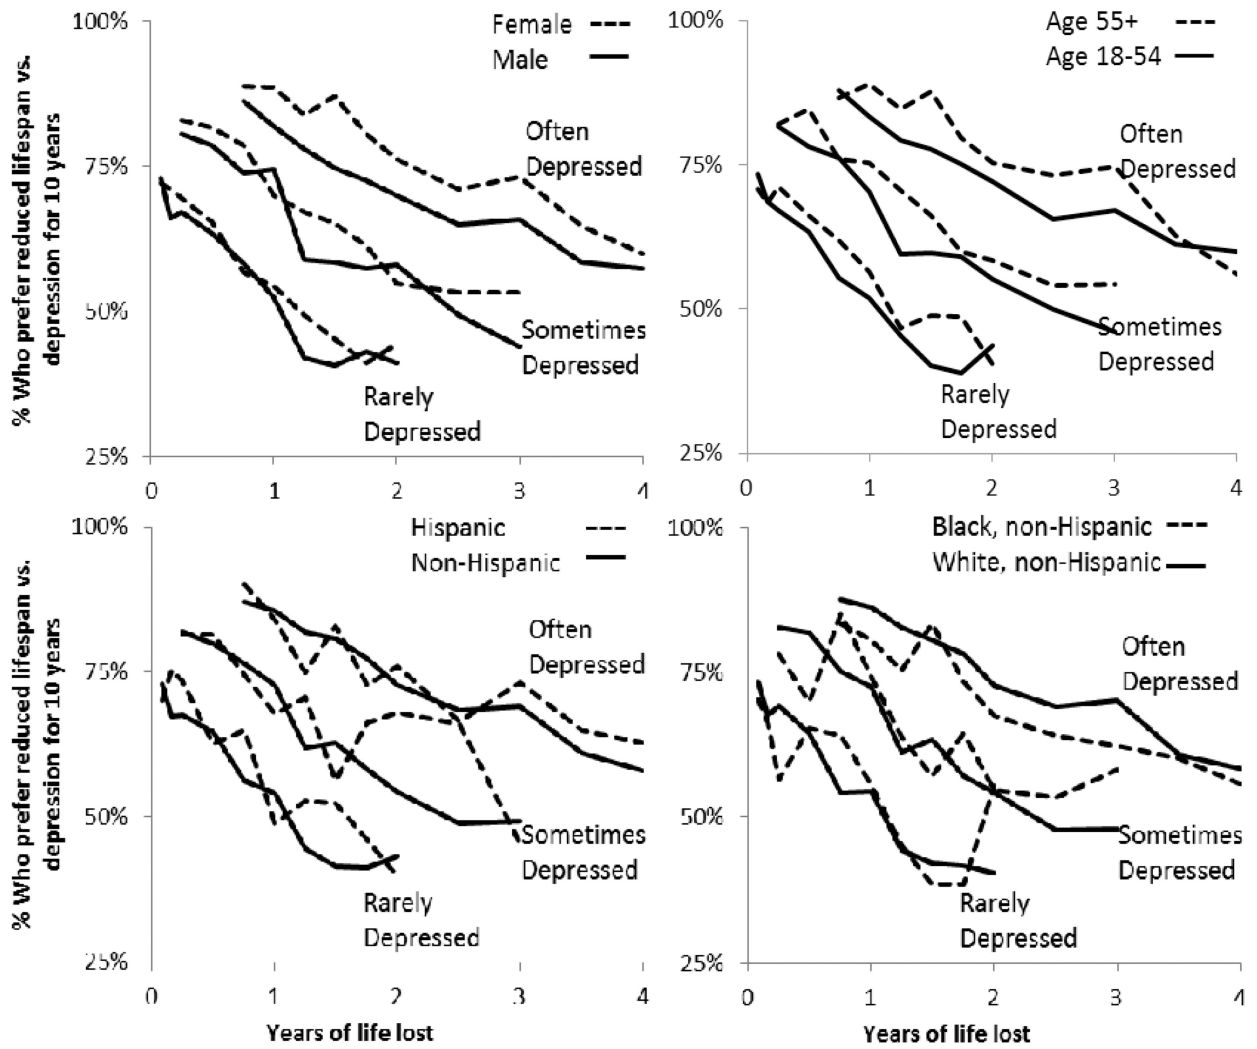 % Who prefer reduced lifespan vs.
depression for 10 years
100%
75%
50%
25%
0
1
2
3
4
Female
Male
Often
Depressed
Sometimes
Depressed
Rarely
Depressed
100%
75%
50%
25%
0
1
2
3
4
Age 55+
Age 18-54
Often
Depressed
Sometimes
Depressed
Rarely
Depressed
% Who prefer reduced lifespan vs.
depression for 10 years
100%
75%
50%
25%
0
1
2
3
4
Hispanic
Non-Hispanic
Often
Depressed
Sometimes
Depressed
Rarely
Depressed
Years of life lost
100%
75%
50%
25%
0
1
2
3
4
Black, non-Hispanic
White, non-Hispanic
Often
Depressed
Sometimes
Depressed
Rarely
Depressed
Years of life lost